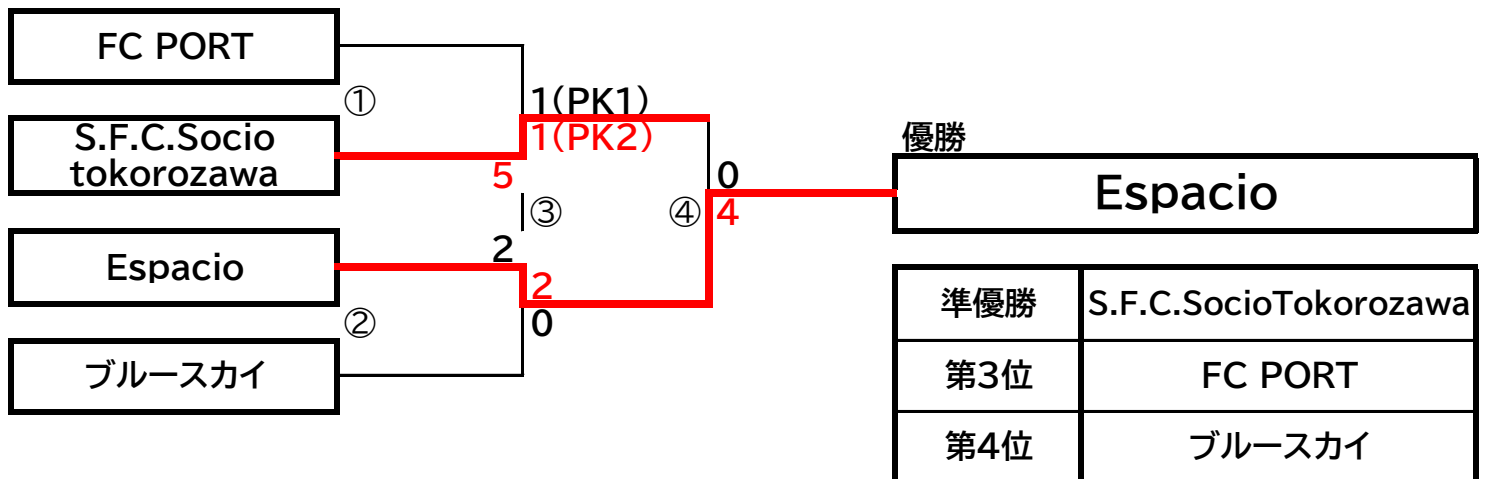 FC PORT
①
1(PK1)
S.F.C.Socio
tokorozawa
1(PK2)
5
優勝
0
Espacio
③
④
4
2
Espacio
2
準優勝
S.F.C.SocioTokorozawa
②
0
ブルースカイ
第3位
FC PORT
第4位
ブルースカイ